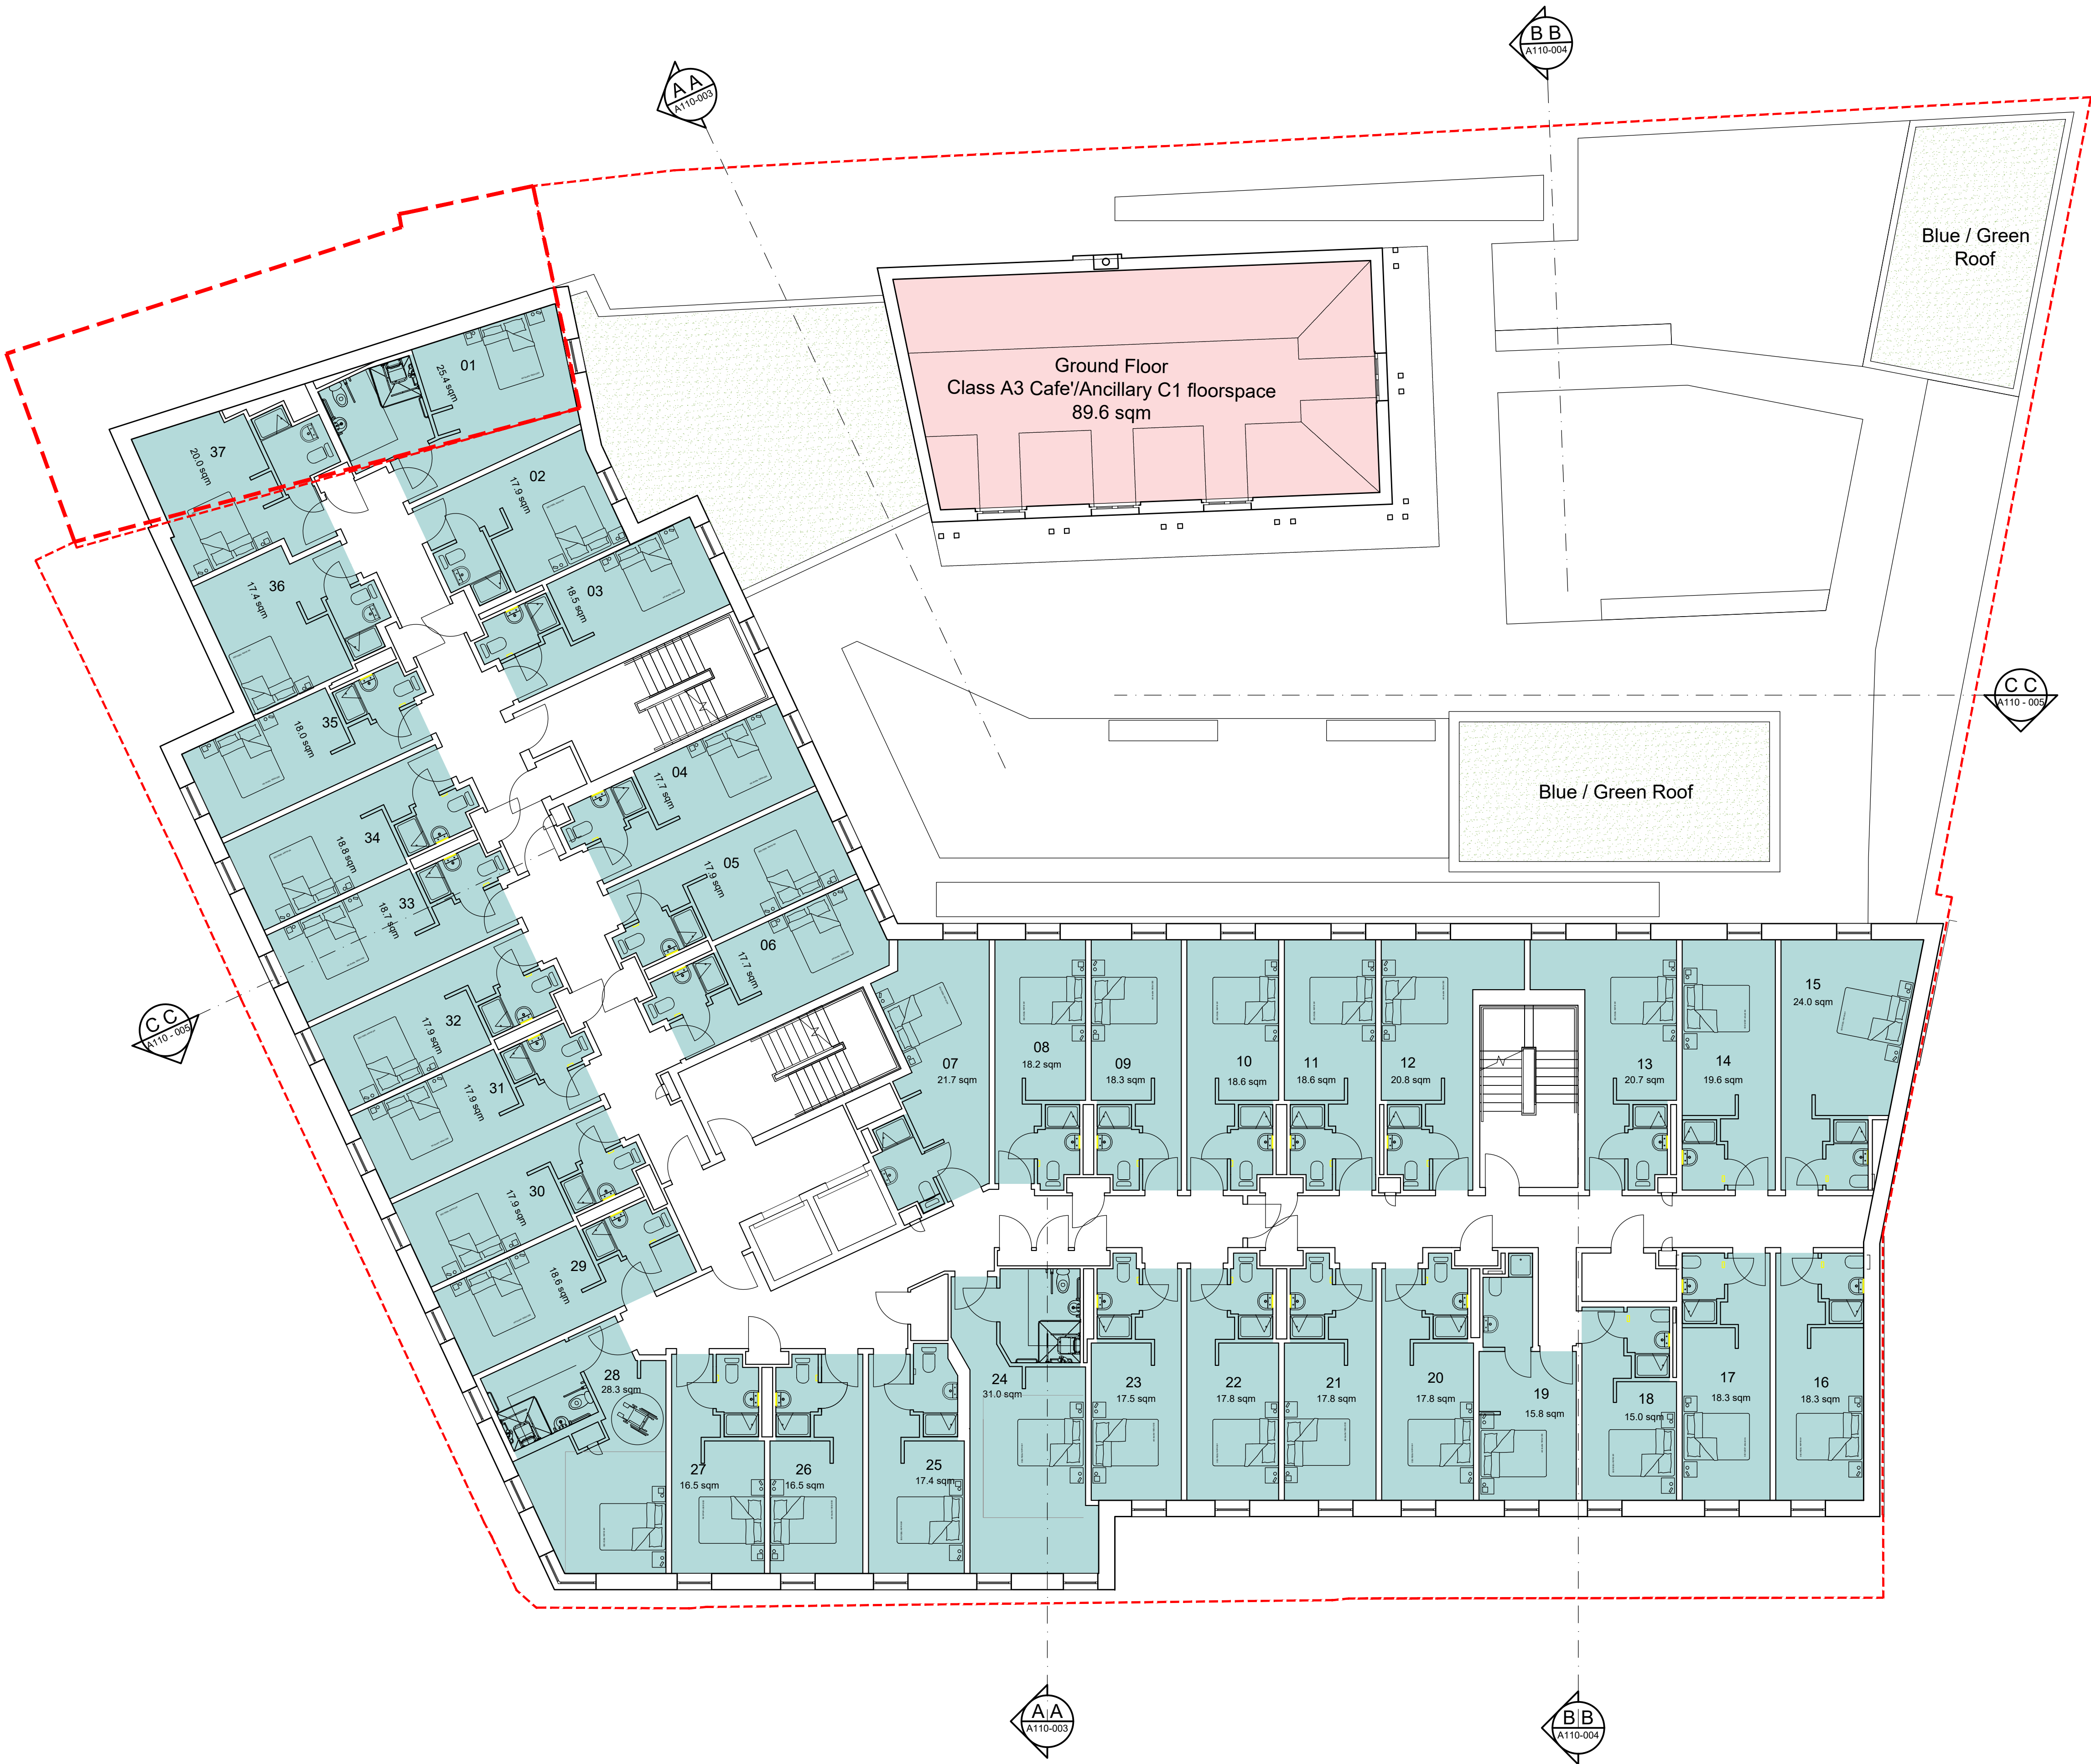 B B
A110-004
A A
A110-003
Blue / Green
Roof
Ground Floor
Class A3 Cafe'/Ancillary C1 floorspace
89.6 sqm
01
25.4 sqm
37
20.0 sqm
02
17.9 sqm
03
18.5 sqm
36
17.4 sqm
35
18.0 sqm
C C
A110 - 005
04
17.7 sqm
Blue / Green Roof
34
18.8 sqm
05
17.9 sqm
33
18.7 sqm
06
17.7 sqm
32
17.9 sqm
C C
A110 - 005
31
17.9 sqm
07
21.7 sqm
08
18.2 sqm
09
18.3 sqm
10
18.6 sqm
11
18.6 sqm
12
20.8 sqm
13
20.7 sqm
14
19.6 sqm
15
24.0 sqm
30
17.9 sqm
29
18.6 sqm
28
28.3 sqm
27
16.5 sqm
26
16.5 sqm
25
17.4 sqm
24
31.0 sqm
23
17.5 sqm
22
17.8 sqm
21
17.8 sqm
20
17.8 sqm
19
15.8 sqm
18
15.0 sqm
17
18.3 sqm
16
18.3 sqm
A A
A110-003
B B
A110-004